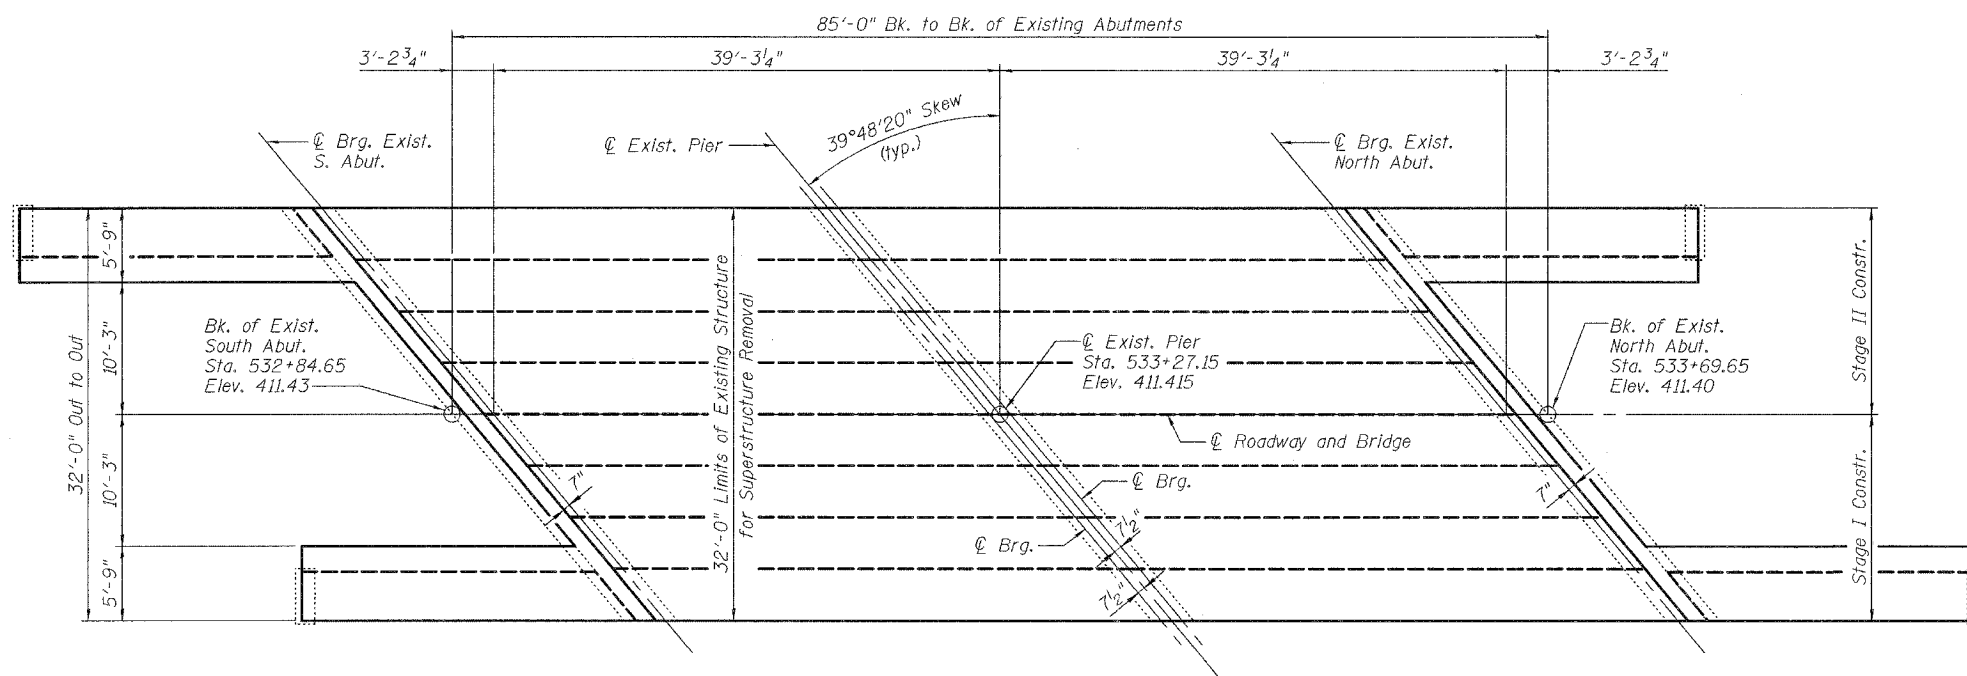 85'-0" Bk. to Bk. of Existing Abutments
3'-2¾" 39'-3¼" 39'-3¼" 3'-2¾"
℄ Brg. Exist.
S. Abut.
℄ Exist. Pier
39°48'20" Skew
(typ.)
℄ Brg. Exist.
North Abut.
32'-0" Out to Out
5'-9"
10'-3"
10'-3"
5'-9"
Bk. of Exist.
South Abut.
Sta. 532+84.65
Elev. 411.43
32'-0" Limits of Existing Structure
for Superstructure Removal
℄ Exist. Pier
Sta. 533+27.15
Elev. 411.415
Bk. of Exist.
North Abut.
Sta. 533+69.65
Elev. 411.40
℄ Roadway and Bridge
7"
℄ Brg.
℄ Brg.
7½"
7½"
7"
Stage II Constr.
Stage I Constr.